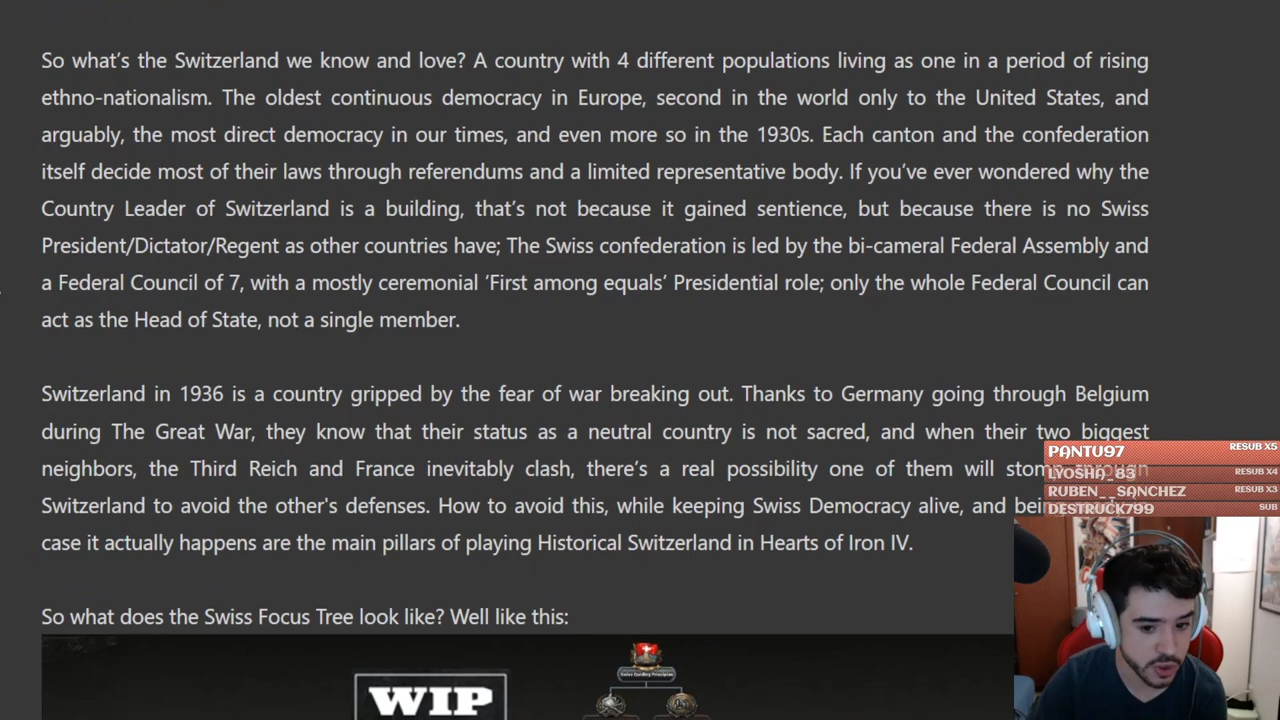 So what's the Switzerland we know and love? A country with 4 different populations living as one in a period of rising
ethno-nationalism. The oldest continuous democracy in Europe, second in the world only to the United States, and
arguably, the most direct democracy in our times, and even more so in the 1930s. Each canton and the confederation
itself decide most of their laws through referendums and a limited representative body. If you've ever wondered why the
Country Leader of Switzerland is a building, that's not because it gained sentience, but because there is no Swiss
President/Dictator/Regent as other countries have; The Swiss confederation is led by the bi-cameral Federal Assembly and
a Federal Council of 7, with a mostly ceremonial 'First among equals' Presidential role; only the whole Federal Council can
act as the Head of State, not a single member.
Switzerland in 1936 is a country gripped by the fear of war breaking out. Thanks to Germany going through Belgium
during The Great War, they know that their status as a neutral country is not sacred, and when their two biggest
neighbors, the Third Reich and France inevitably clash, there's a real possibility one of them will stomp through
Switzerland to avoid the other's defenses. How to avoid this, while keeping Swiss Democracy alive, and
case it actually happens are the main pillars of playing Historical Switzerland in Hearts of Iron IV.
So what does the Swiss Focus Tree look like? Well like this:
WIP
Swiss Guiding Principles
PANTU97 RESUB X5
LYOSHA_83 RESUB X4
RUBEN__SANCHEZ RESUB X3
DESTRUCK799 SUB